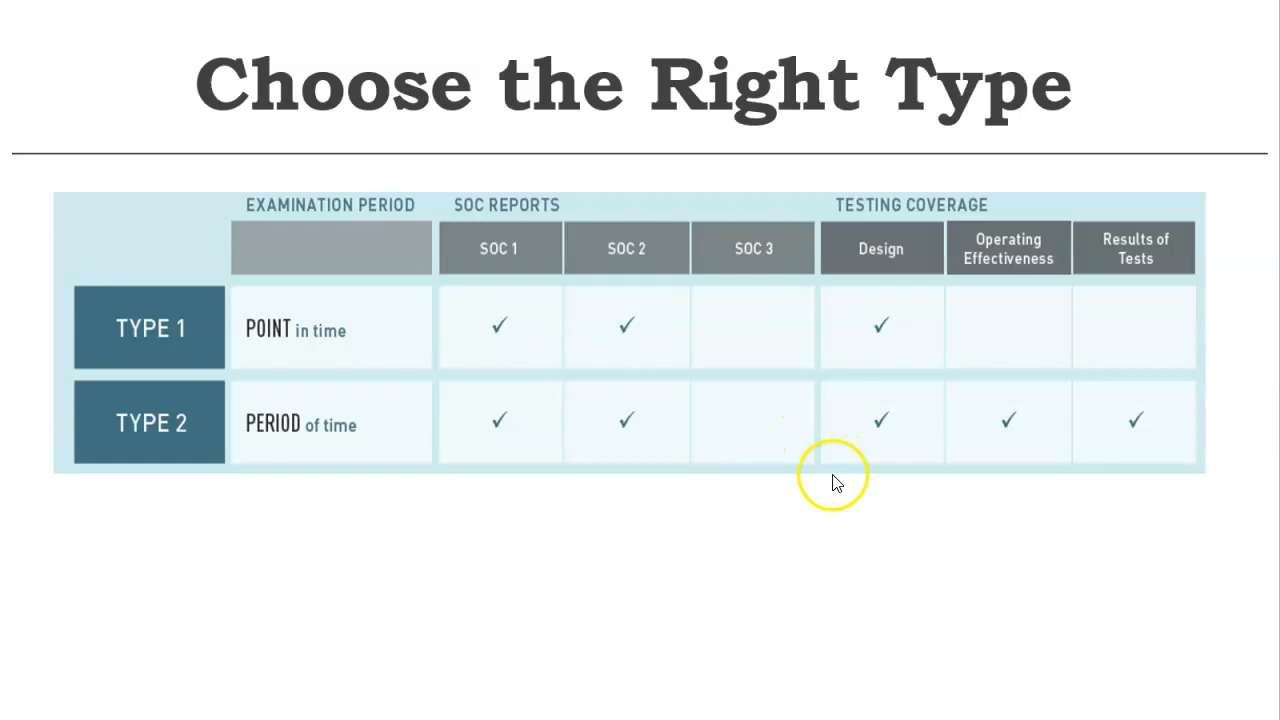 Choose the Right Type
EXAMINATION PERIOD SOC REPORTS TESTING COVERAGE
SOC 1 SOC 2 SOC 3 Design Operating Effectiveness Results of Tests
TYPE 1 POINT in time ✓ ✓ ✓
TYPE 2 PERIOD of time ✓ ✓ ✓ ✓ ✓